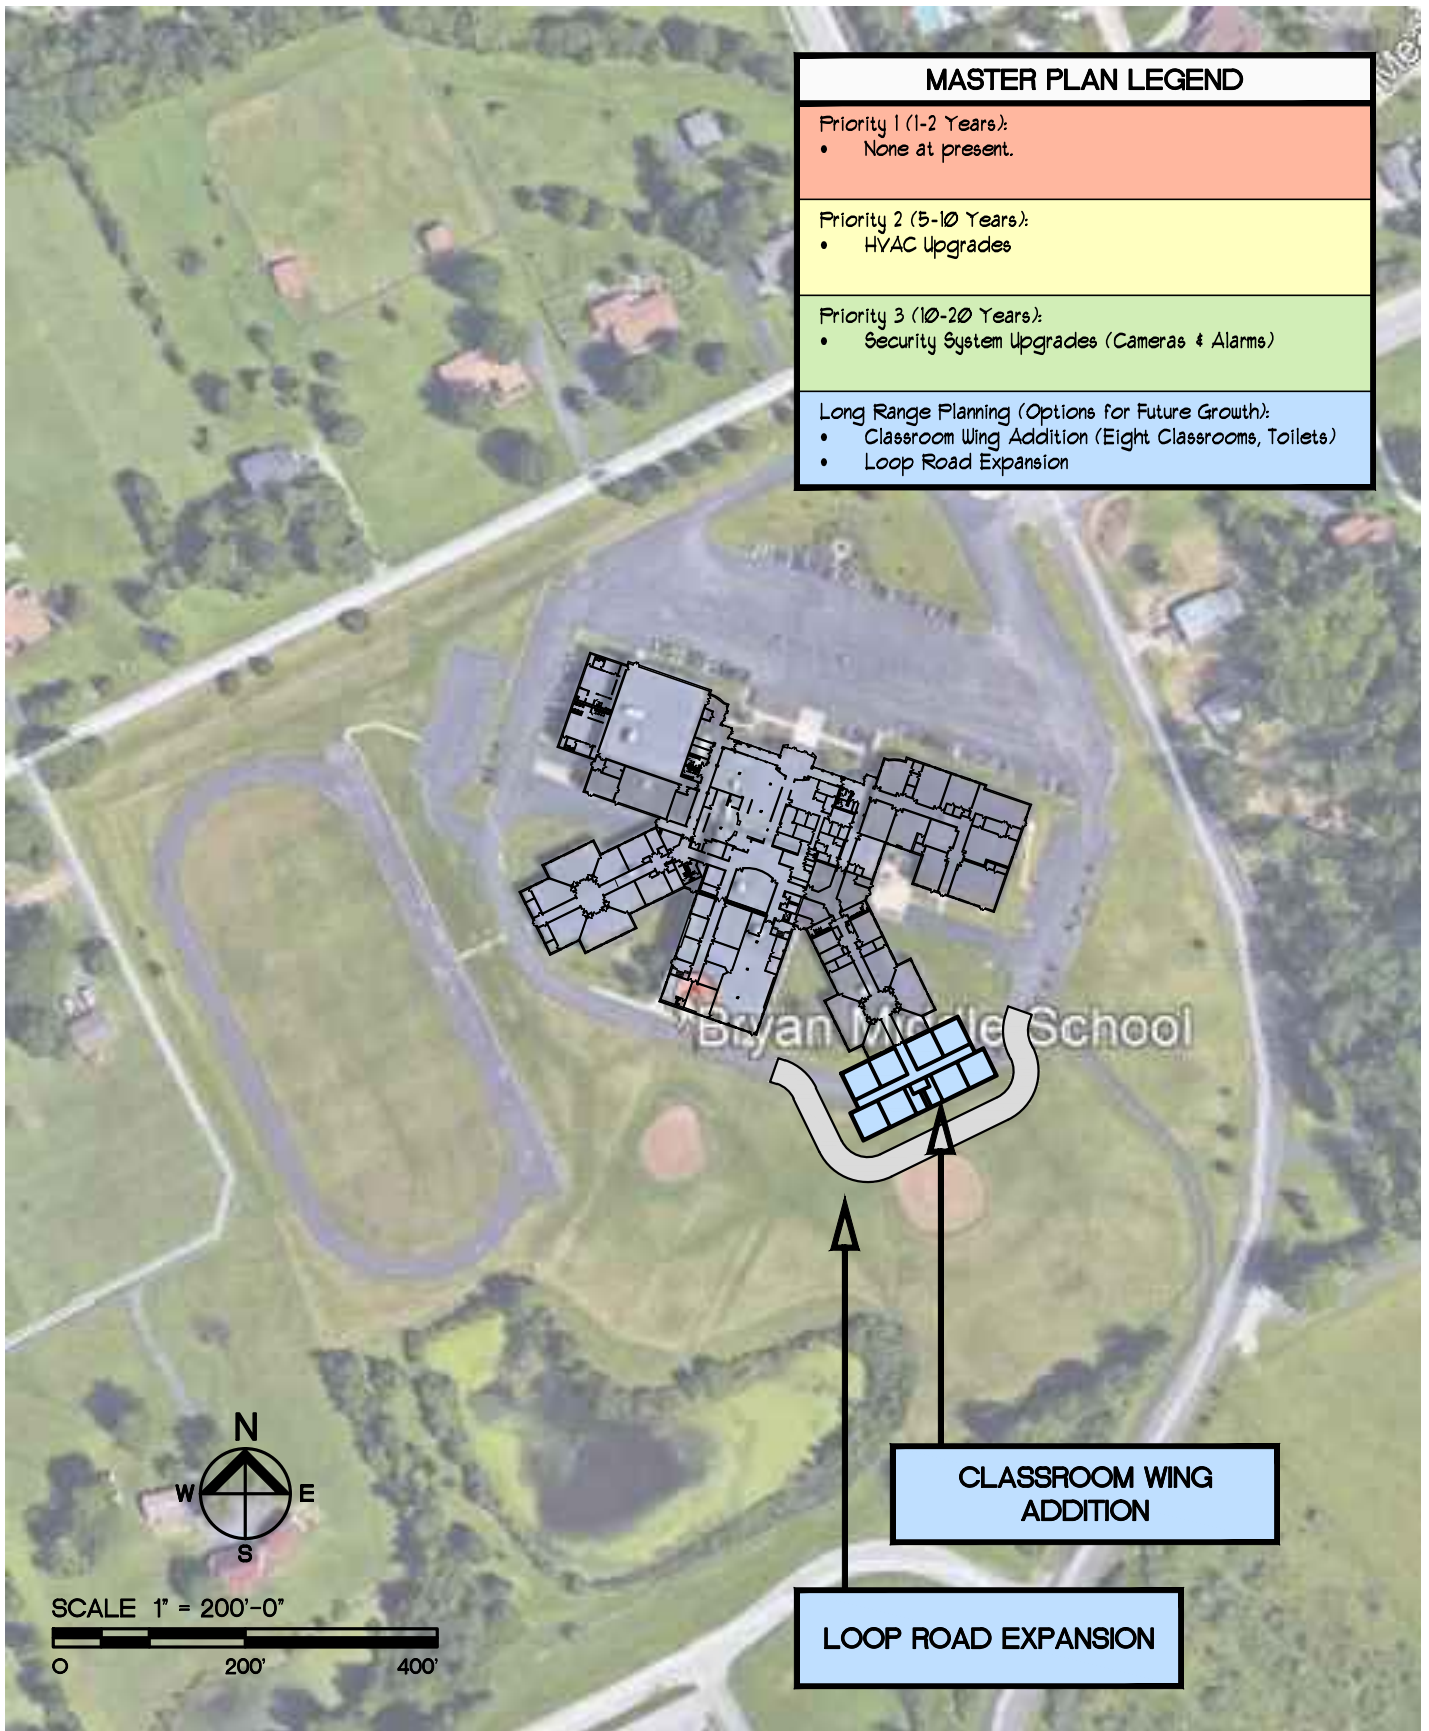 MASTER PLAN LEGEND
Priority 1 (1-2 Years):
• None at present.
Priority 2 (5-10 Years):
• HVAC Upgrades
Priority 3 (10-20 Years):
• Security System Upgrades (Cameras & Alarms)
Long Range Planning (Options for Future Growth):
• Classroom Wing Addition (Eight Classrooms, Toilets)
• Loop Road Expansion
School
N
W E
S
CLASSROOM WING
ADDITION
SCALE 1" = 200'-0"
0 200' 400'
LOOP ROAD EXPANSION